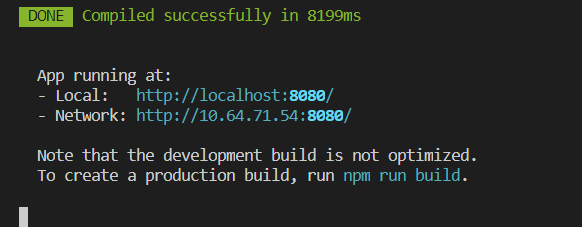 DONE Compiled successfully in 8199ms
App running at:
- Local: http://localhost:8080/
- Network: http://10.64.71.54:8080/
Note that the development build is not optimized.
To create a production build, run npm run build.